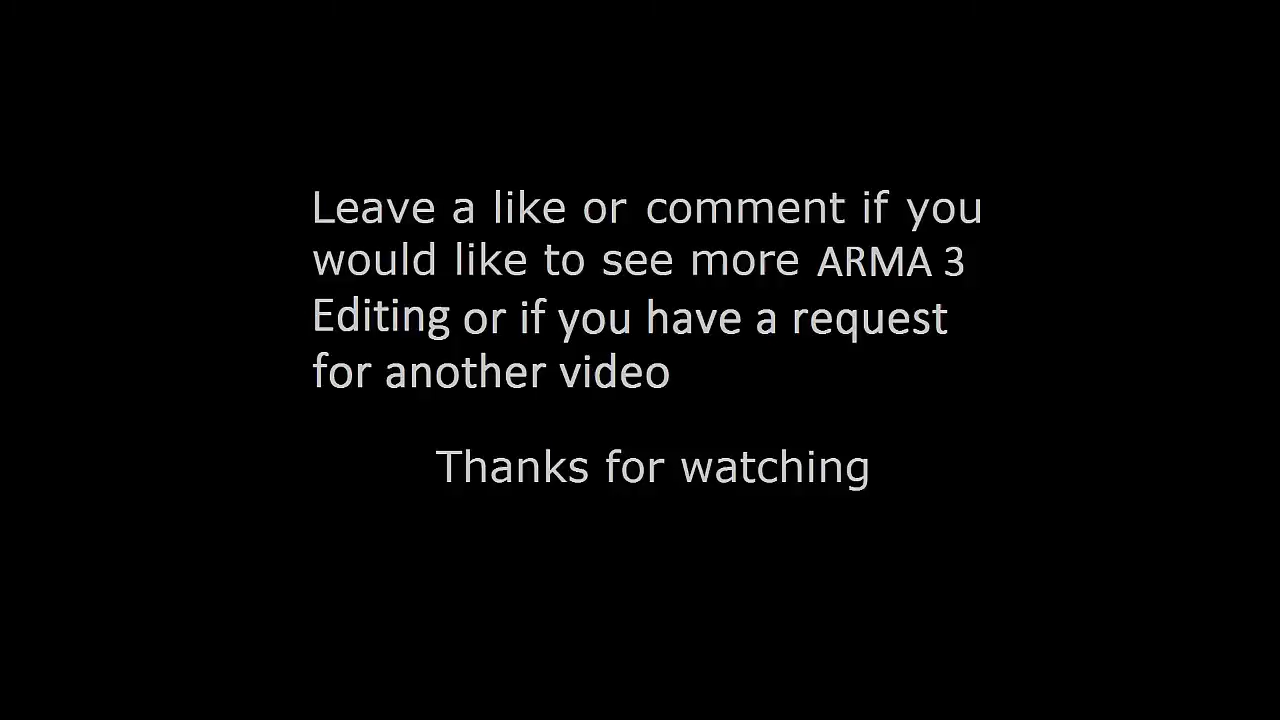 Leave a like or comment if you
would like to see more ARMA 3
Editing or if you have a request
for another video
Thanks for watching